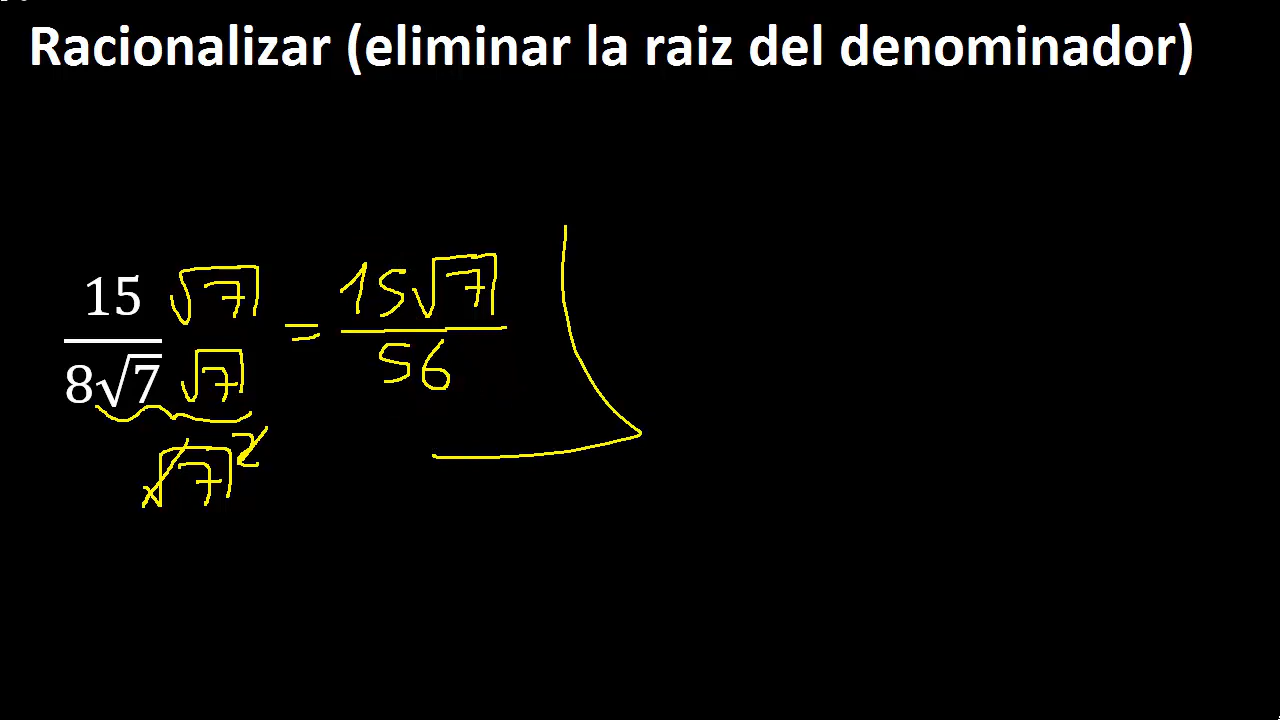 Racionalizar (eliminar la raiz del denominador)
15 √7 = 15√7
8√7 √7 56
√7²